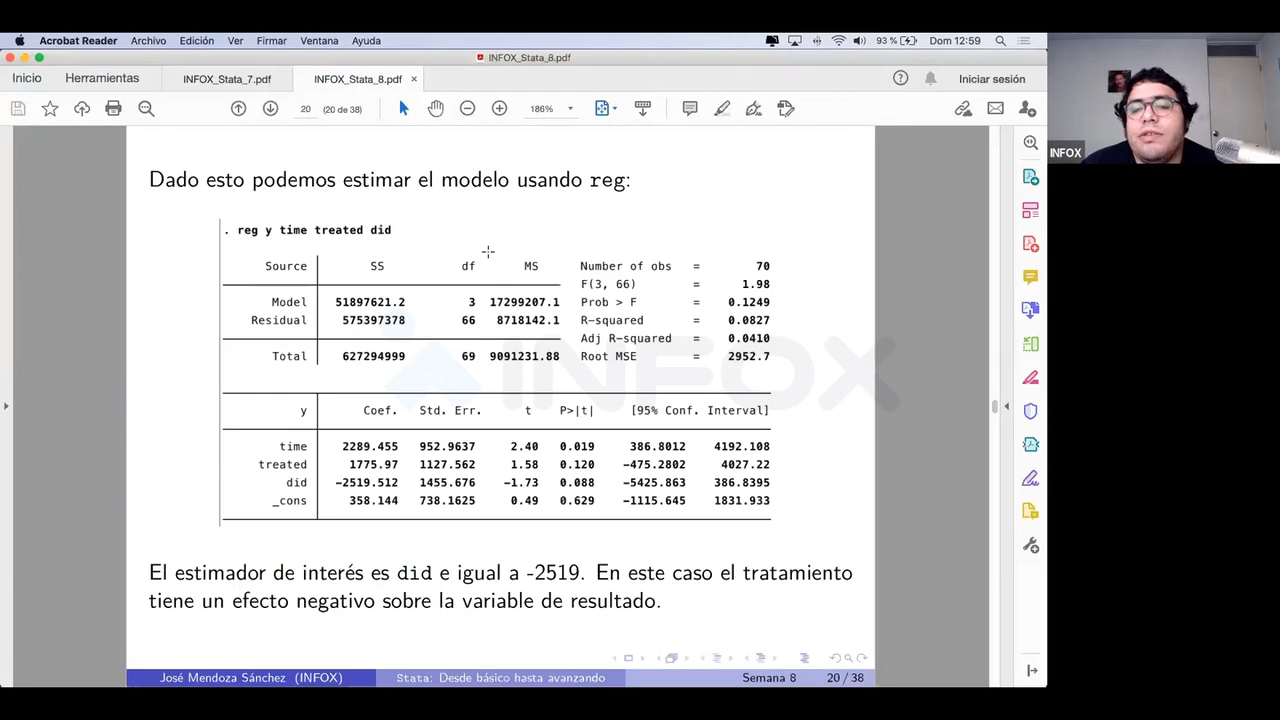 Acrobat Reader Archivo Edición Ver Firmar Ventana Ayuda 93 % Dom 12:59
INFOX_Stata_8.pdf
Inicio Herramientas INFOX_Stata_7.pdf INFOX_Stata_8.pdf × Iniciar sesión
20 (20 de 38) 186%
INFOX
Dado esto podemos estimar el modelo usando reg:
. reg y time treated did
Source SS df MS Number of obs = 70
F(3, 66) = 1.98
Model 51897621.2 3 17299207.1 Prob > F = 0.1249
Residual 575397378 66 8718142.1 R-squared = 0.0827
Adj R-squared = 0.0410
Total 627294999 69 9091231.88 Root MSE = 2952.7
INFOX
y Coef. Std. Err. t P>|t| [95% Conf. Interval]
time 2289.455 952.9637 2.40 0.019 386.8012 4192.108
treated 1775.97 1127.562 1.58 0.120 -475.2802 4027.22
did -2519.512 1455.676 -1.73 0.088 -5425.863 386.8395
_cons 358.144 738.1625 0.49 0.629 -1115.645 1831.933
El estimador de interés es did e igual a -2519. En este caso el tratamiento
tiene un efecto negativo sobre la variable de resultado.
José Mendoza Sánchez (INFOX) Stata: Desde básico hasta avanzando Semana 8 20 / 38